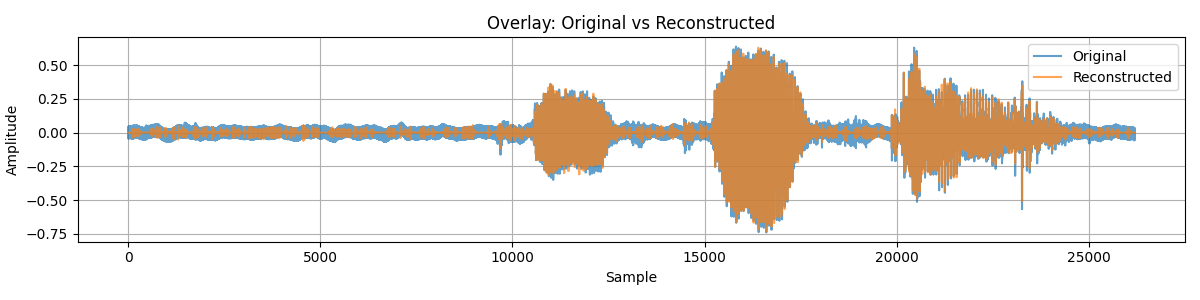 Overlay: Original vs Reconstructed
Original
Reconstructed
Amplitude
0.50
0.25
0.00
−0.25
−0.50
−0.75
0 5000 10000 15000 20000 25000
Sample